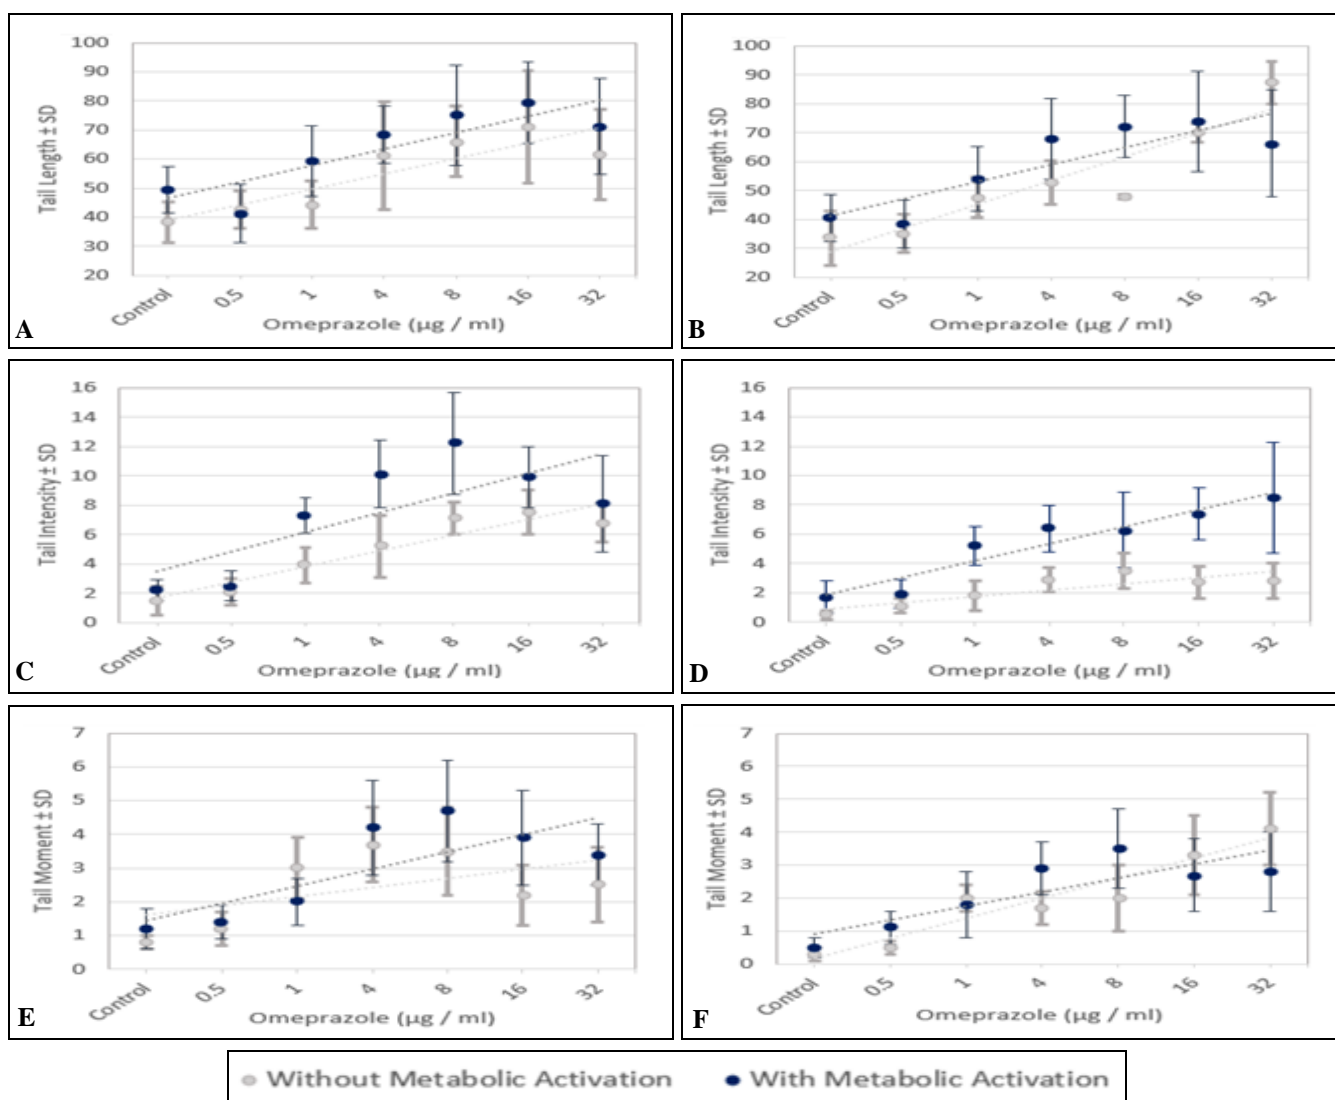 100
90
80
70
60
50
40
30
20
Tail Length ± SD
Control 0.5 1 4 8 16 32
Omeprazole (µg / ml)
A
100
90
80
70
60
50
40
30
20
Tail Length ± SD
Control 0.5 1 4 8 16 32
Omeprazole (µg / ml)
B
16
14
12
10
8
6
4
2
0
Tail Intensity ± SD
Control 0.5 1 4 8 16 32
Omeprazole (µg / ml)
C
16
14
12
10
8
6
4
2
0
Tail Intensity ± SD
Control 0.5 1 4 8 16 32
Omeprazole (µg / ml)
D
7
6
5
4
3
2
1
0
Tail Moment ± SD
Control 0.5 1 4 8 16 32
Omeprazole (µg / ml)
E
7
6
5
4
3
2
1
0
Tail Moment ± SD
Control 0.5 1 4 8 16 32
Omeprazole (µg / ml)
F
Without Metabolic Activation With Metabolic Activation